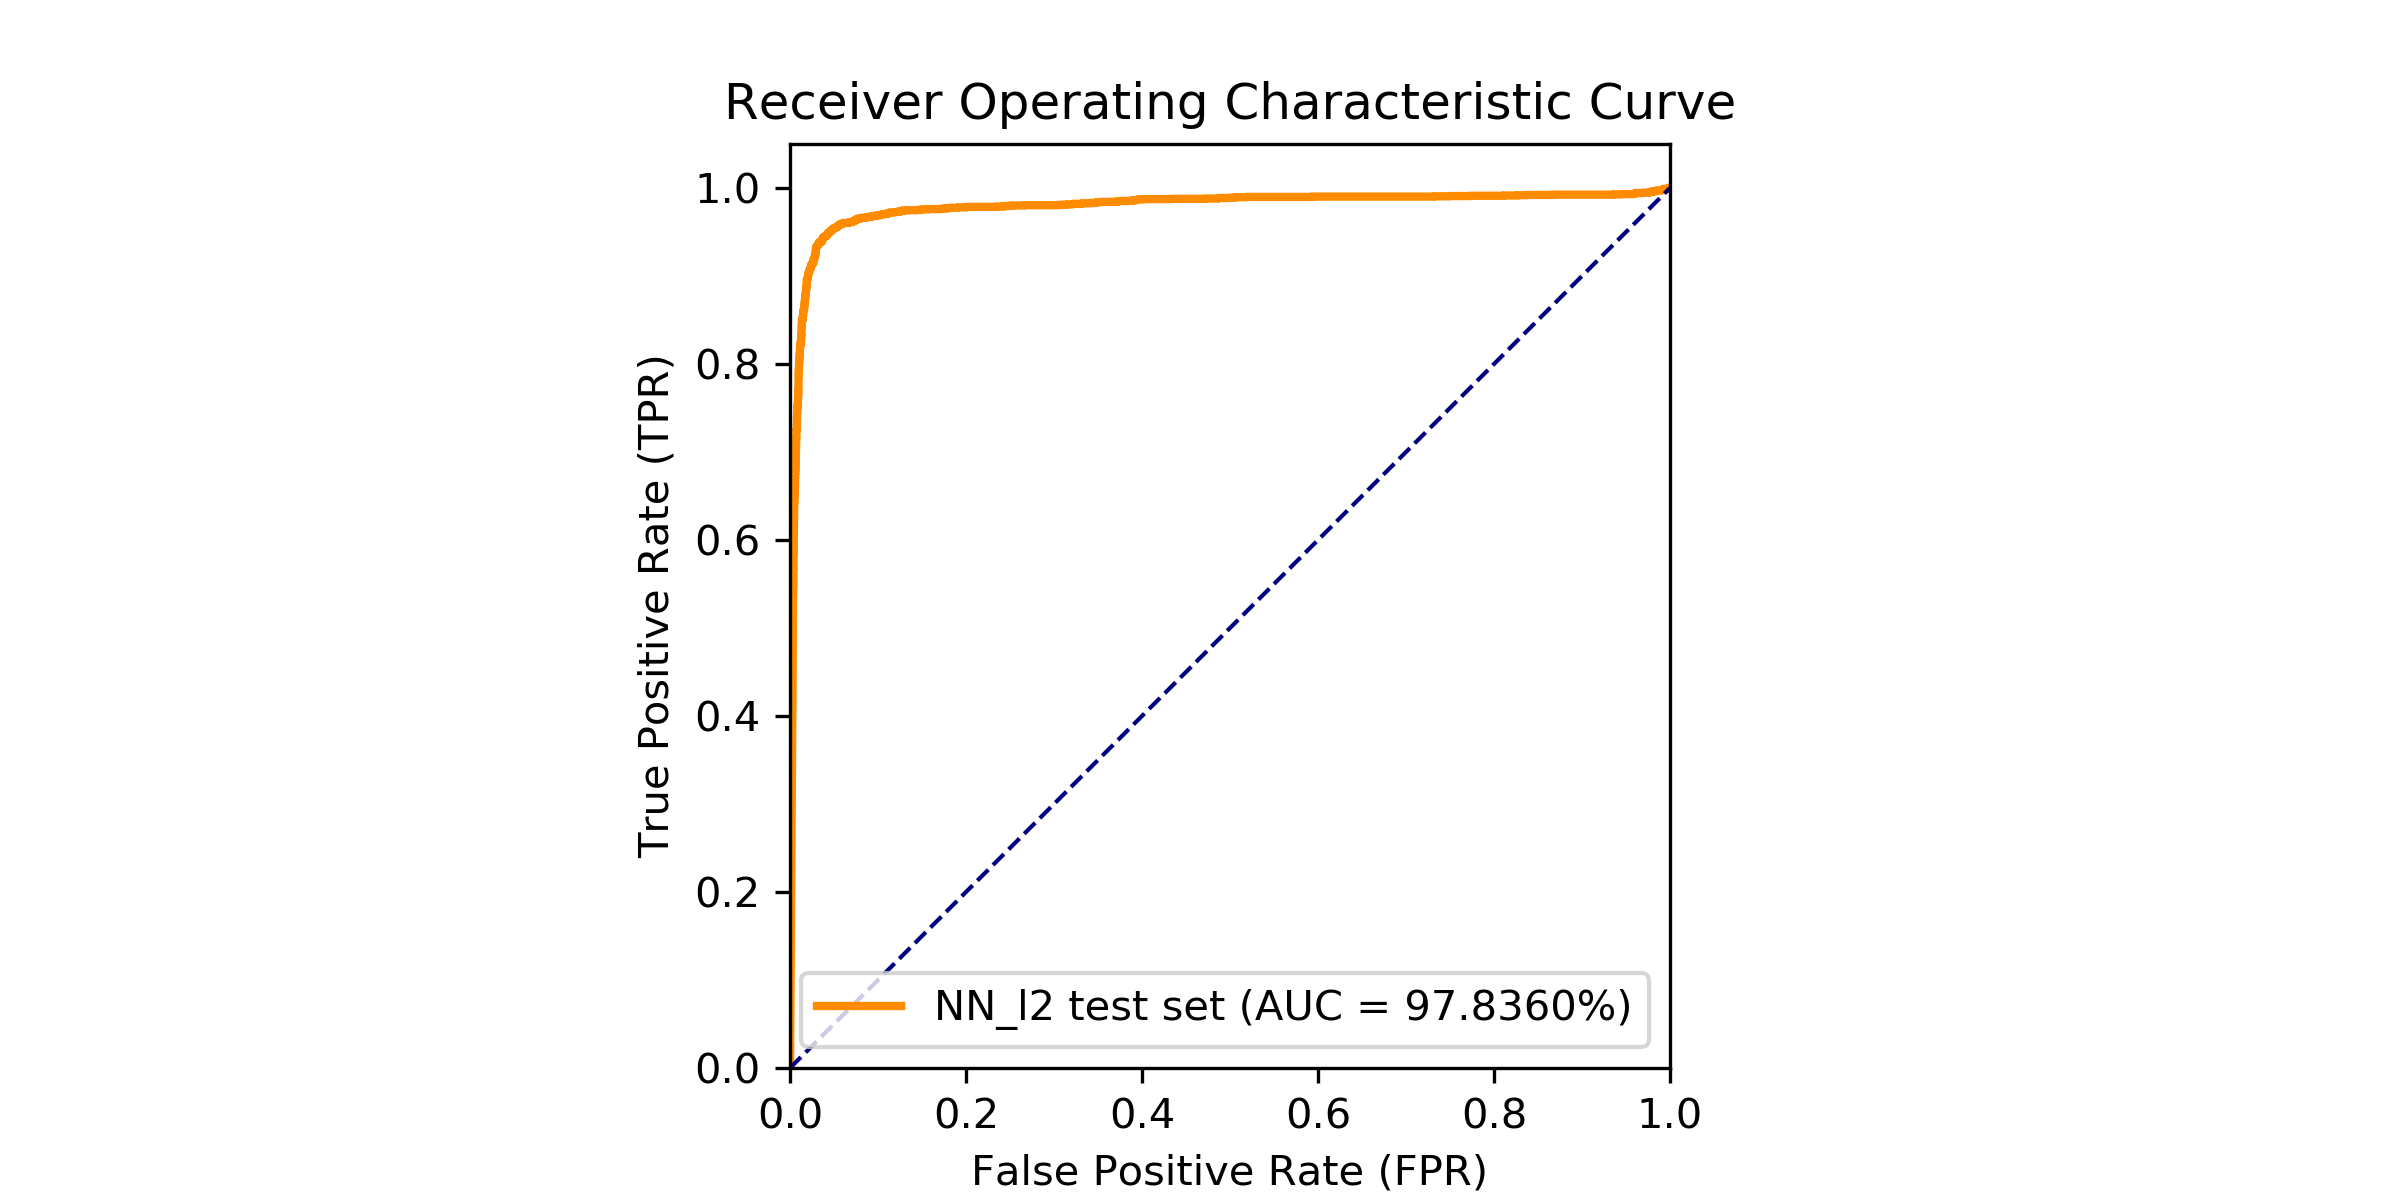 Receiver Operating Characteristic Curve
True Positive Rate (TPR)
1.0
0.8
0.6
0.4
0.2
0.0
NN_l2 test set (AUC = 97.8360%)
0.0 0.2 0.4 0.6 0.8 1.0
False Positive Rate (FPR)